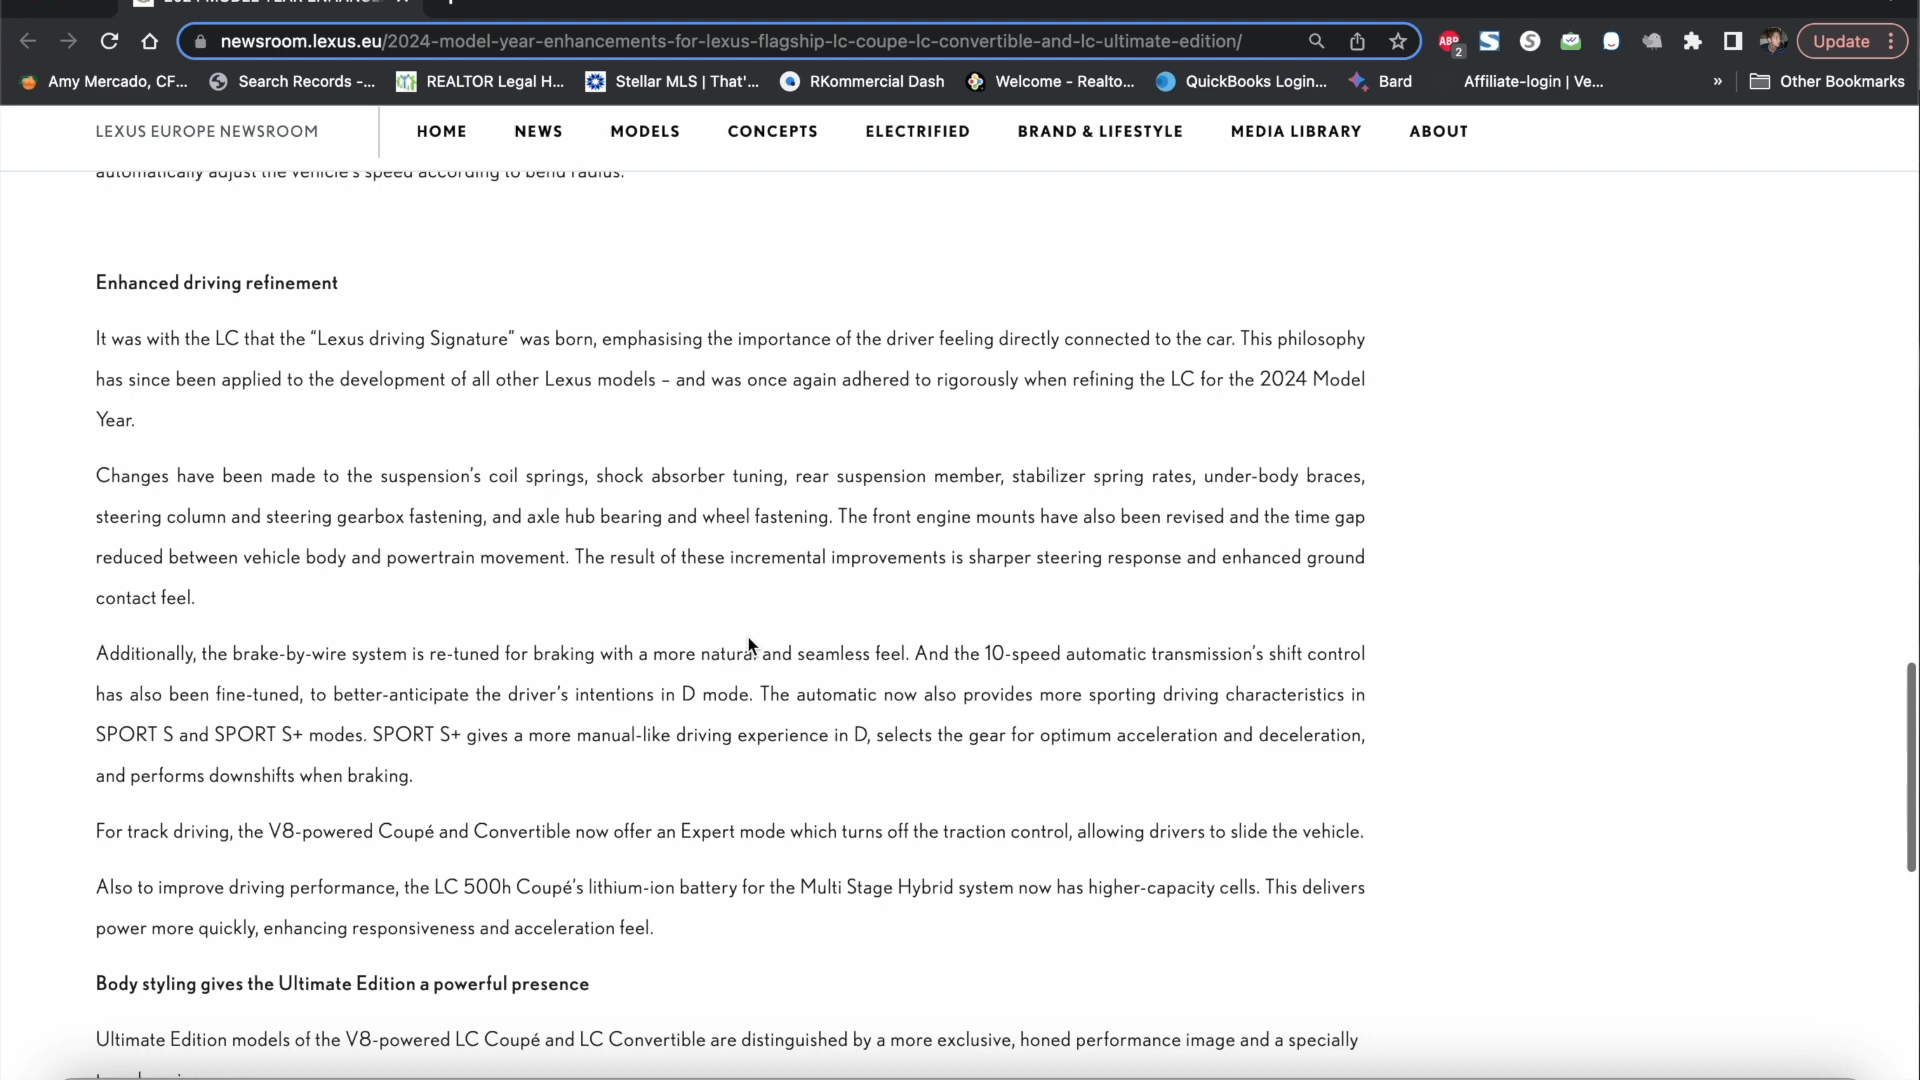 newsroom.lexus.eu/2024-model-year-enhancements-for-lexus-flagship-lc-coupe-lc-convertible-and-lc-ultimate-edition/
ABP
2
Update
Amy Mercado, CF...
Search Records -...
REALTOR Legal H...
Stellar MLS | That'...
RKommercial Dash
Welcome - Realto...
QuickBooks Login...
Bard
Affiliate-login | Ve...
»
Other Bookmarks
LEXUS EUROPE NEWSROOM
HOME
NEWS
MODELS
CONCEPTS
ELECTRIFIED
BRAND & LIFESTYLE
MEDIA LIBRARY
ABOUT
automatically adjust the vehicle's speed according to bend radius.
Enhanced driving refinement
It was with the LC that the “Lexus driving Signature” was born, emphasising the importance of the driver feeling directly connected to the car. This philosophy
has since been applied to the development of all other Lexus models – and was once again adhered to rigorously when refining the LC for the 2024 Model
Year.
Changes have been made to the suspension’s coil springs, shock absorber tuning, rear suspension member, stabilizer spring rates, under-body braces,
steering column and steering gearbox fastening, and axle hub bearing and wheel fastening. The front engine mounts have also been revised and the time gap
reduced between vehicle body and powertrain movement. The result of these incremental improvements is sharper steering response and enhanced ground
contact feel.
Additionally, the brake-by-wire system is re-tuned for braking with a more natural and seamless feel. And the 10-speed automatic transmission’s shift control
has also been fine-tuned, to better-anticipate the driver’s intentions in D mode. The automatic now also provides more sporting driving characteristics in
SPORT S and SPORT S+ modes. SPORT S+ gives a more manual-like driving experience in D, selects the gear for optimum acceleration and deceleration,
and performs downshifts when braking.
For track driving, the V8-powered Coupé and Convertible now offer an Expert mode which turns off the traction control, allowing drivers to slide the vehicle.
Also to improve driving performance, the LC 500h Coupé’s lithium-ion battery for the Multi Stage Hybrid system now has higher-capacity cells. This delivers
power more quickly, enhancing responsiveness and acceleration feel.
Body styling gives the Ultimate Edition a powerful presence
Ultimate Edition models of the V8-powered LC Coupé and LC Convertible are distinguished by a more exclusive, honed performance image and a specially